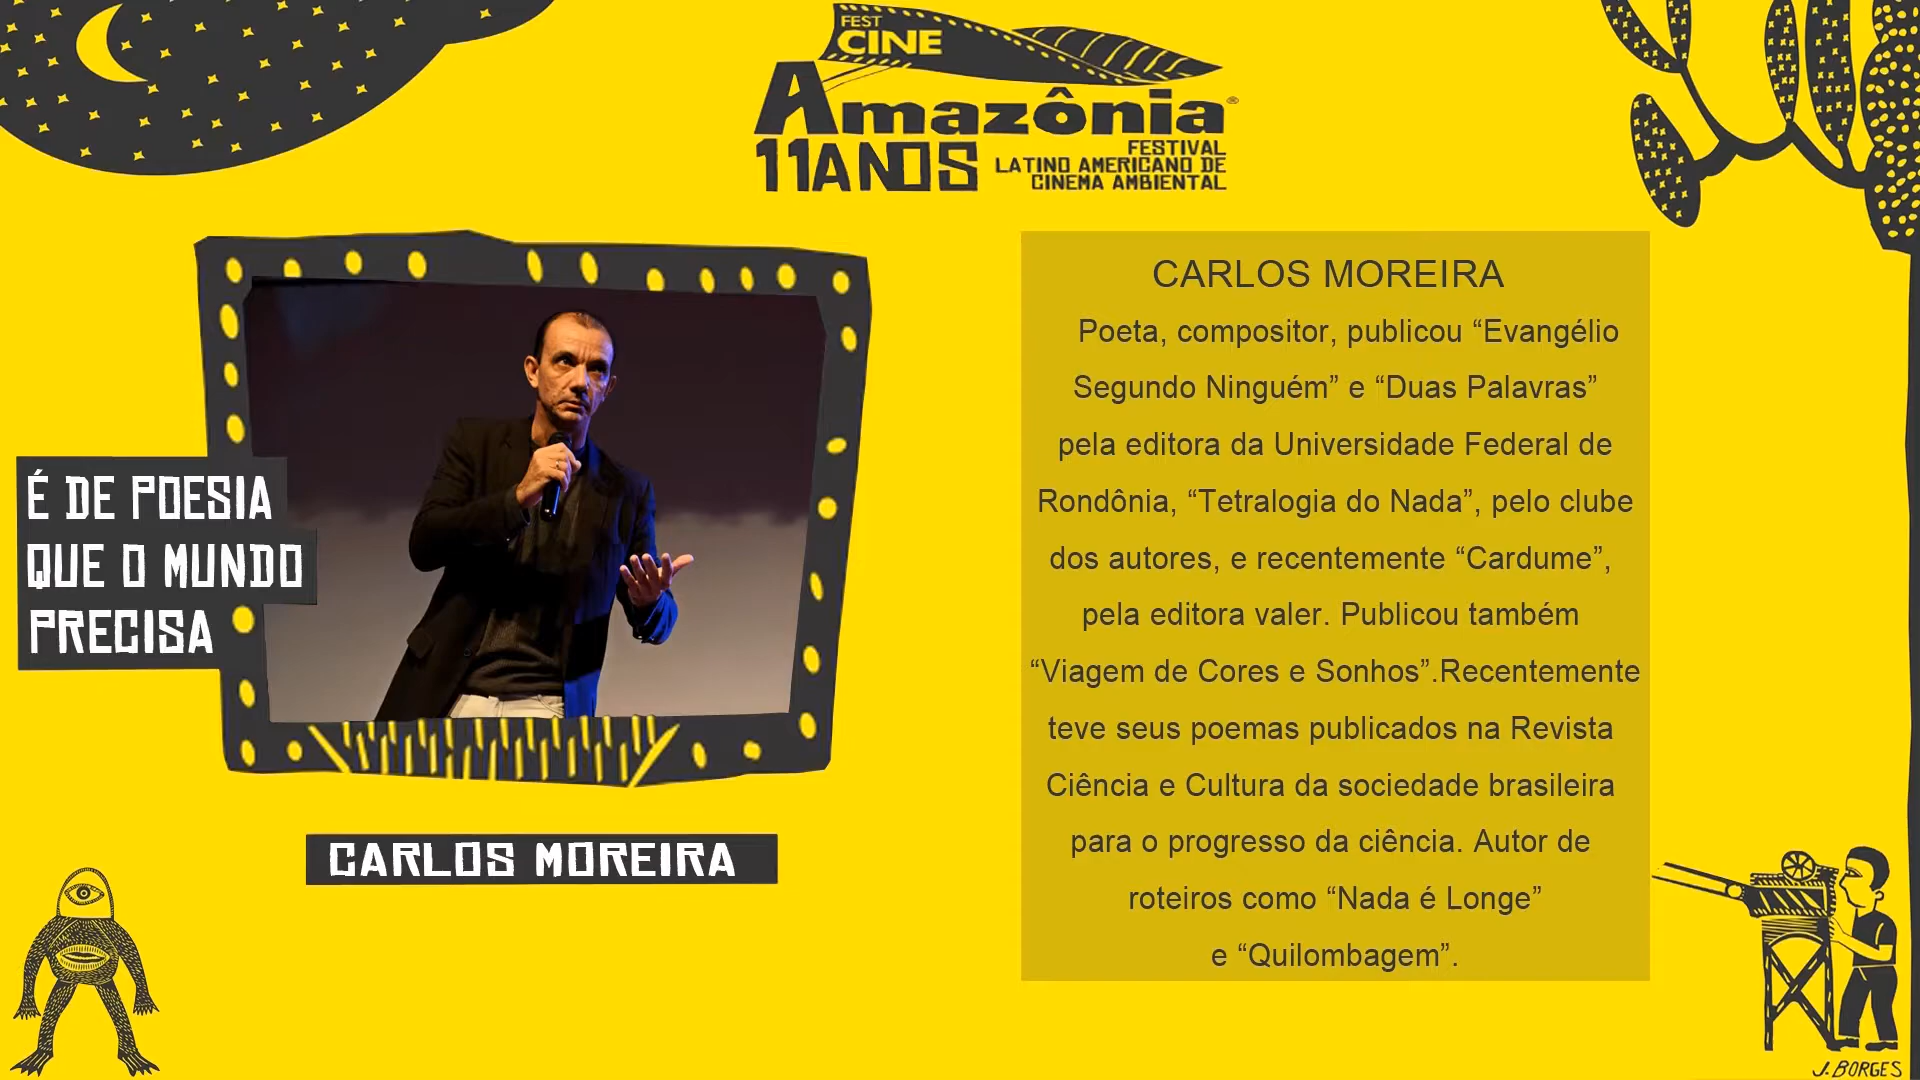 FEST
CINE
Amazônia®
11 ANOS
FESTIVAL
LATINO AMERICANO DE
CINEMA AMBIENTAL
É DE POESIA
QUE O MUNDO
PRECISA
CARLOS MOREIRA
CARLOS MOREIRA
Poeta, compositor, publicou “Evangélio
Segundo Ninguém” e “Duas Palavras”
pela editora da Universidade Federal de
Rondônia, “Tetralogia do Nada”, pelo clube
dos autores, e recentemente “Cardume”,
pela editora valer. Publicou também
“Viagem de Cores e Sonhos”.Recentemente
teve seus poemas publicados na Revista
Ciência e Cultura da sociedade brasileira
para o progresso da ciência. Autor de
roteiros como “Nada é Longe”
e “Quilombagem”.
J. BORGES